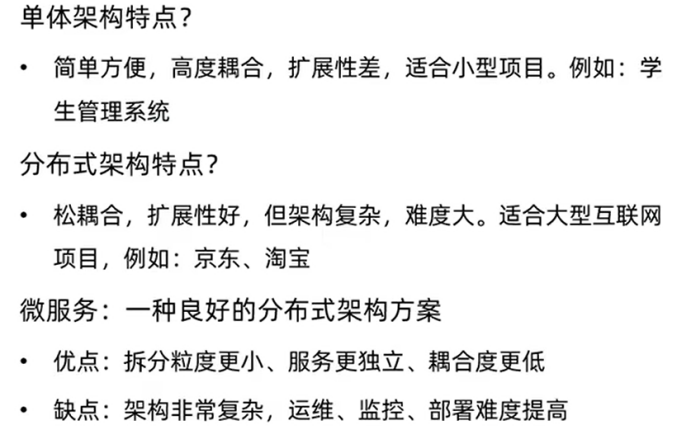 单体架构特点？
• 简单方便，高度耦合，扩展性差，适合小型项目。例如：学
生管理系统
分布式架构特点？
• 松耦合，扩展性好，但架构复杂，难度大。适合大型互联网
项目，例如：京东、淘宝
微服务：一种良好的分布式架构方案
• 优点：拆分粒度更小、服务更独立、耦合度更低
• 缺点：架构非常复杂，运维、监控、部署难度提高